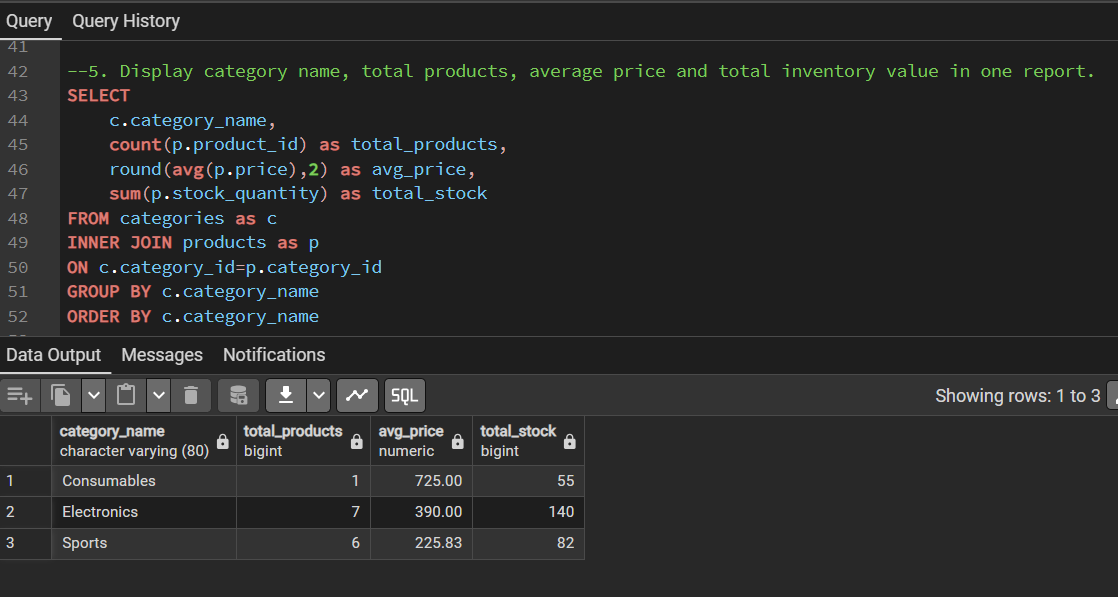 Query Query History
41
42 --5. Display category name, total products, average price and total inventory value in one report.
43 SELECT
44 c.category_name,
45 count(p.product_id) as total_products,
46 round(avg(p.price),2) as avg_price,
47 sum(p.stock_quantity) as total_stock
48 FROM categories as c
49 INNER JOIN products as p
50 ON c.category_id=p.category_id
51 GROUP BY c.category_name
52 ORDER BY c.category_name
Data Output Messages Notifications
SQL Showing rows: 1 to 3
category_name total_products avg_price total_stock
character varying (80) bigint numeric bigint
1 Consumables 1 725.00 55
2 Electronics 7 390.00 140
3 Sports 6 225.83 82